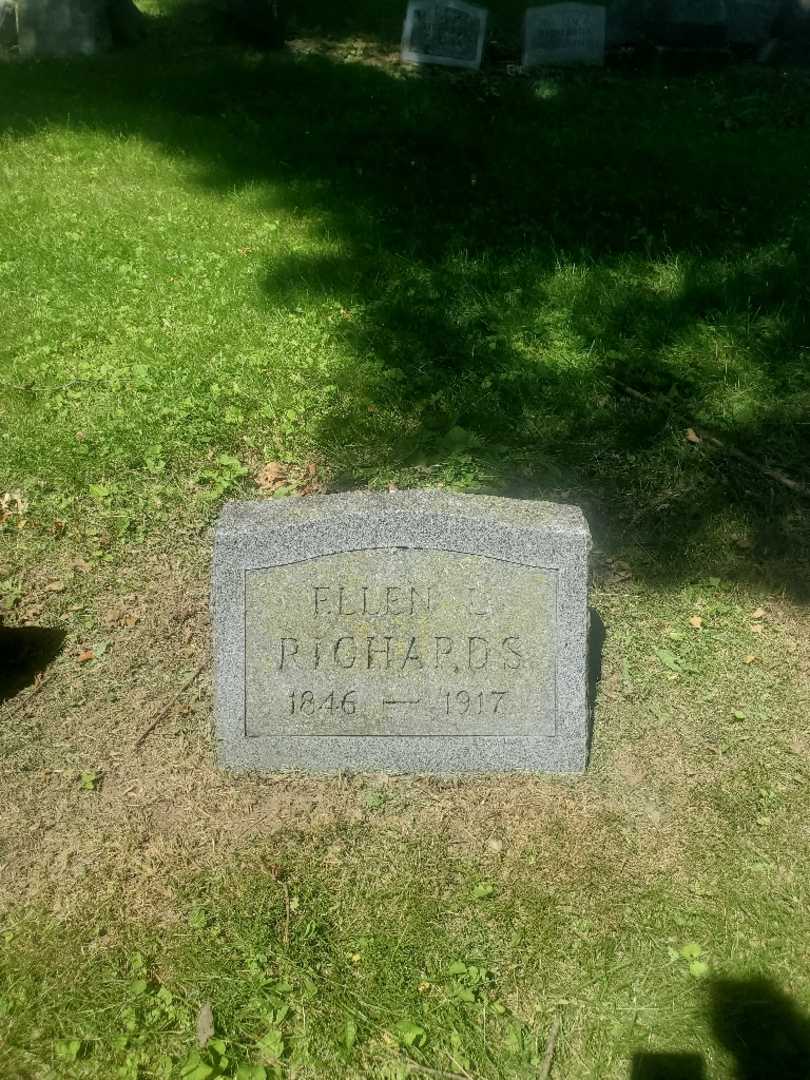 ELLEN L
RICHARDS
1846 — 1917